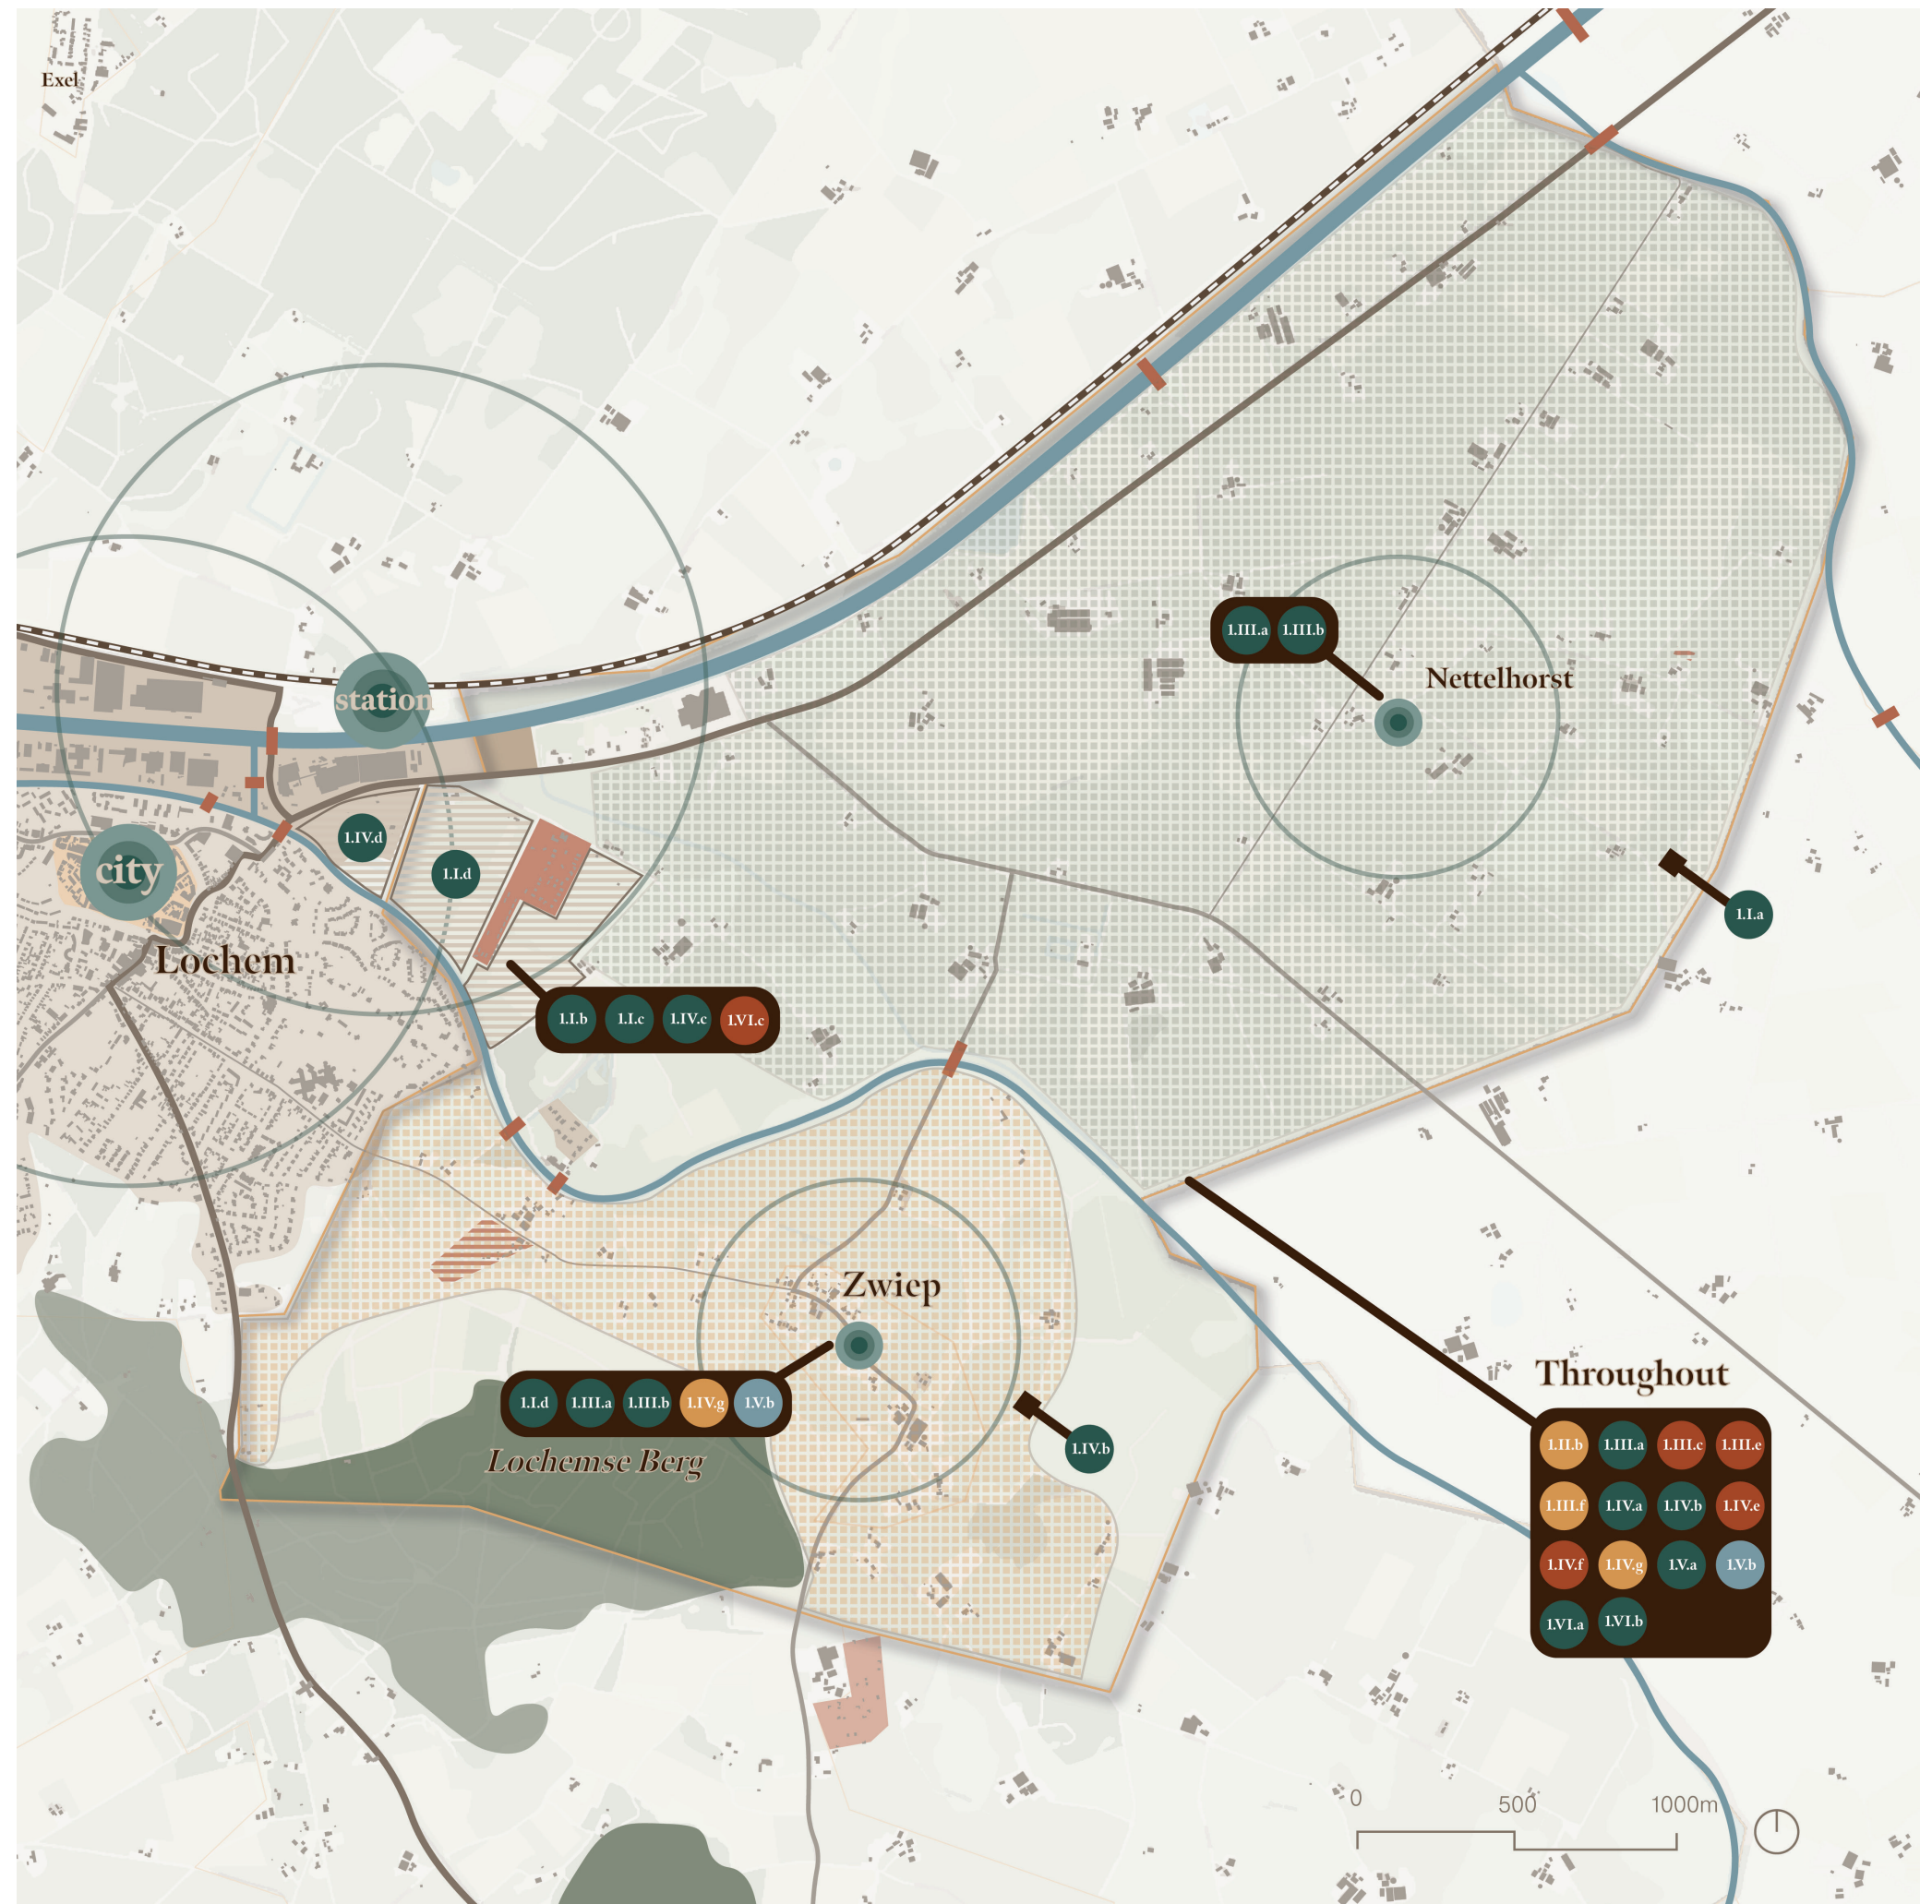 Exel
1.III.a 1.III.b
Nettelhorst
station
1.IV.d
city
1.I.d
1.I.a
Lochem
1.I.b 1.I.c 1.IV.c 1.VI.c
Zwiep
1.I.d 1.III.a 1.III.b 1.IV.g 1.V.b
1.IV.b
Lochemse Berg
Throughout
1.II.b 1.III.a 1.III.c 1.III.e
1.III.f 1.IV.a 1.IV.b 1.IV.e
1.IV.f 1.IV.g 1.V.a 1.V.b
1.VI.a 1.VI.b
0 500 1000m